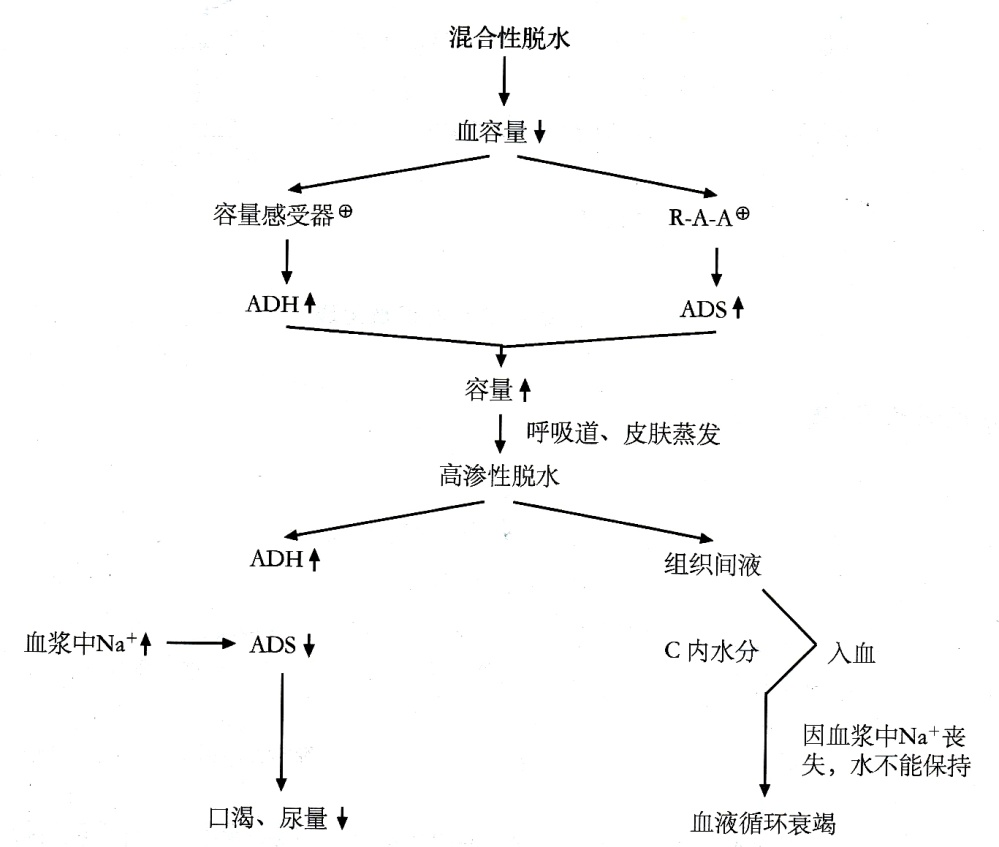 混合性脱水
血容量↓
容量感受器⊕
R-A-A⊕
ADH↑
ADS↑
容量↑
呼吸道、皮肤蒸发
高渗性脱水
ADH↑
组织间液
血浆中Na⁺↑
ADS↓
C内水分
入血
因血浆中Na⁺丧
失，水不能保持
口渴、尿量↓
血液循环衰竭